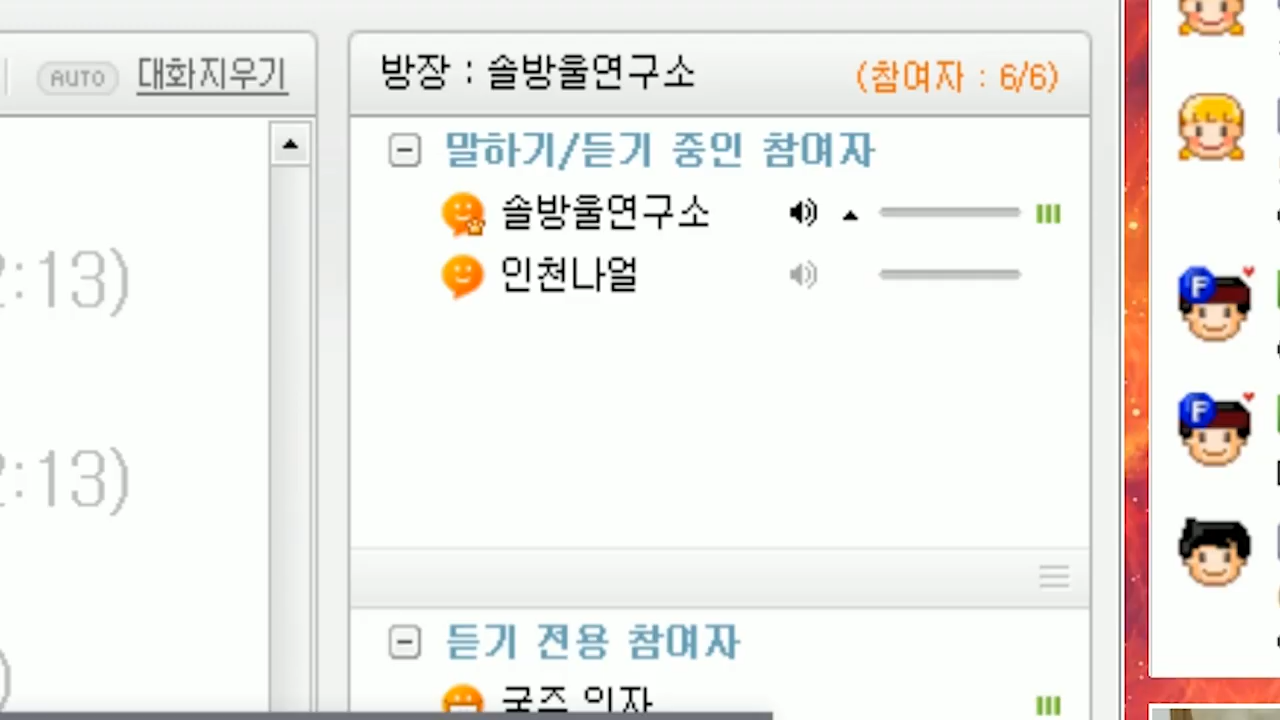 AUTO 대화지우기
방장 : 솔방울연구소 (참여자 : 6/6)
말하기/듣기 중인 참여자
솔방울연구소
인천나얼
:13)
:13)
듣기 전용 참여자
F
F